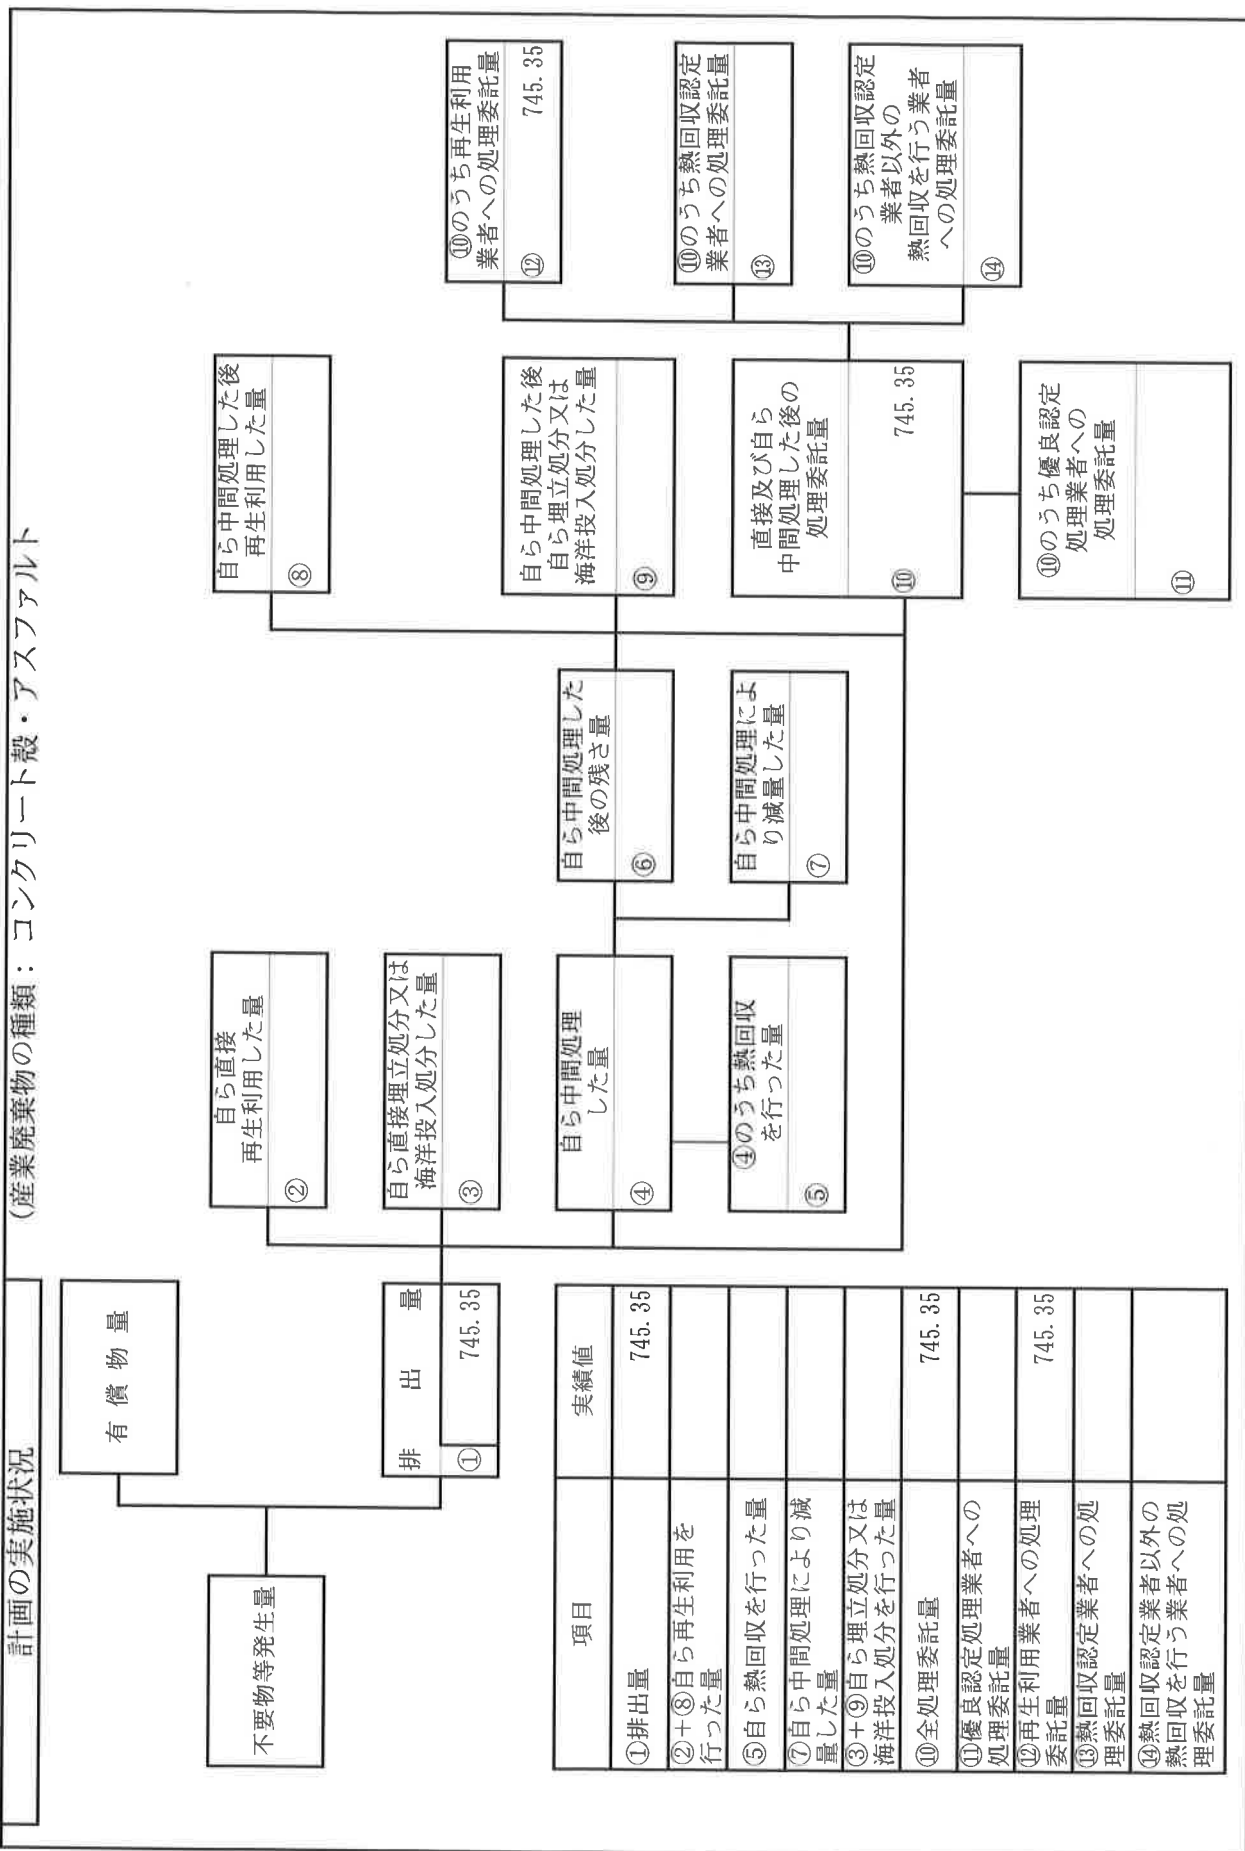 計画の実施状況
(産業廃棄物の種類：コンクリート殻・アスファルト
不要物等発生量
有償物量
排出量
① 745.35
自ら直接
再生利用した量
②
自ら直接埋立処分又は
海洋投入処分した量
③
自ら中間処理
した量
④
④のうち熱回収
を行った量
⑤
自ら中間処理した
後の残さ量
⑥
自ら中間処理によ
り減量した量
⑦
自ら中間処理した後
再生利用した量
⑧
自ら中間処理した後
自ら埋立処分又は
海洋投入処分した量
⑨
直接及び自ら
中間処理した後の
処理委託量
⑩ 745.35
⑩のうち優良認定
処理業者への
処理委託量
⑪
⑩のうち再生利用
業者への処理委託量
⑫ 745.35
⑩のうち熱回収認定
業者への処理委託量
⑬
⑩のうち熱回収認定
業者以外の
熱回収を行う業者
への処理委託量
⑭
項目 実績値
①排出量 745.35
②+⑧自ら再生利用を
行った量
⑤自ら熱回収を行った量
⑦自ら中間処理により減
量した量
③+⑨自ら埋立処分又は
海洋投入処分を行った量
⑩全処理委託量 745.35
⑪優良認定処理業者への
処理委託量
⑫再生利用業者への処理
委託量 745.35
⑬熱回収認定業者への処
理委託量
⑭熱回収認定業者以外の
熱回収を行う業者への処
理委託量